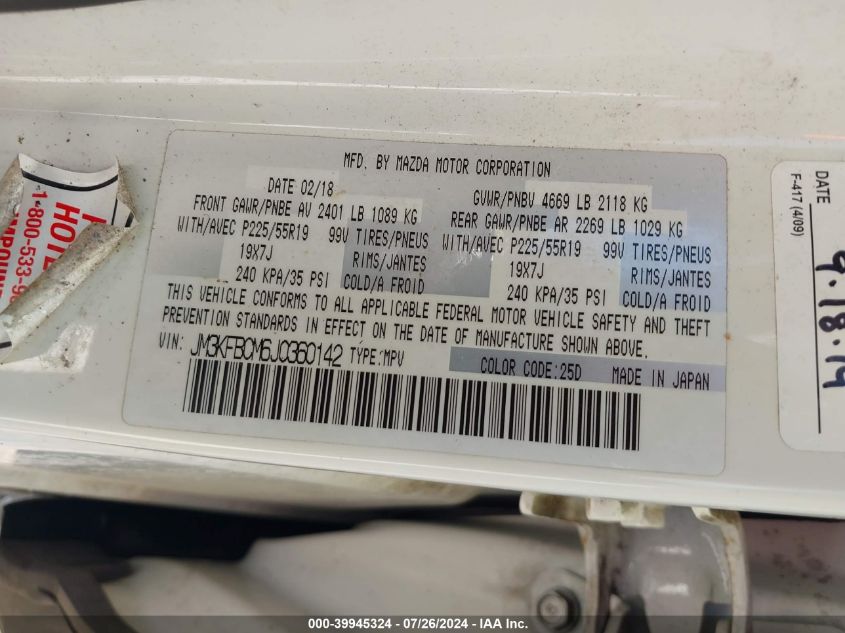 MFD. BY MAZDA MOTOR CORPORATION
DATE 02/18
GVWR/PNBV 4669 LB 2118 KG
FRONT GAWR/PNBE AV 2401 LB 1089 KG
REAR GAWR/PNBE AR 2269 LB 1029 KG
WITH/AVEC P225/55R19 99V TIRES/PNEUS
WITH/AVEC P225/55R19 99V TIRES/PNEUS
19X7J RIMS/JANTES
19X7J RIMS/JANTES
240 KPA/35 PSI COLD/A FROID
240 KPA/35 PSI COLD/A FROID
THIS VEHICLE CONFORMS TO ALL APPLICABLE FEDERAL MOTOR VEHICLE SAFETY AND THEFT
PREVENTION STANDARDS IN EFFECT ON THE DATE OF MANUFACTURE SHOWN ABOVE.
VIN: JM3KFBCM6J0360142 TYPE:MPV
COLOR CODE:25D MADE IN JAPAN
1-800-533-9
DATE
F-417 (4/09)
9.18.19
000-39945324 - 07/26/2024 - IAA Inc.